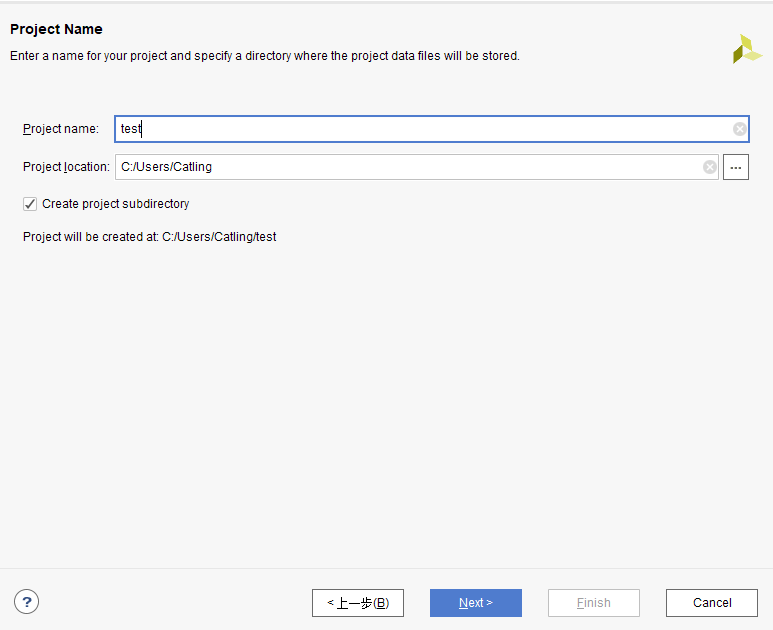 Project Name
Enter a name for your project and specify a directory where the project data files will be stored.
Project name: test
Project location: C:/Users/Catling ...
Create project subdirectory
Project will be created at: C:/Users/Catling/test
? < 上一步(B) Next > Finish Cancel